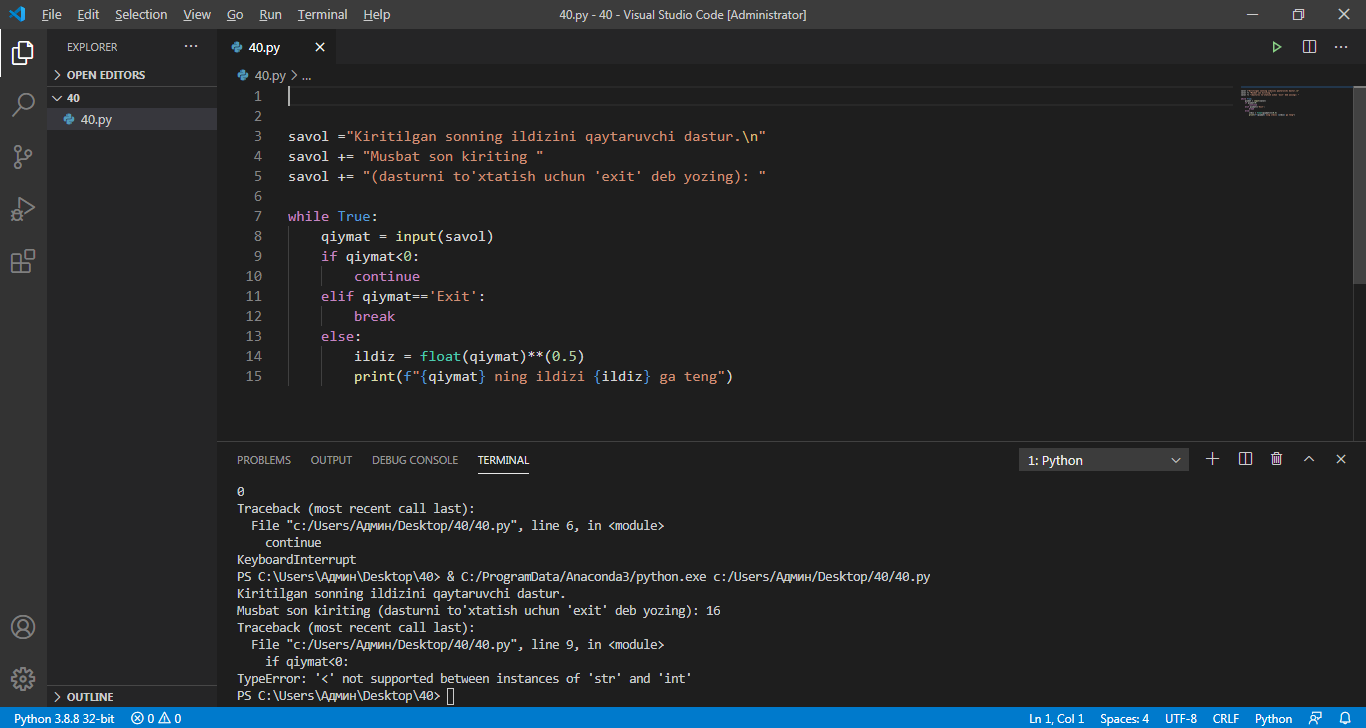 File Edit Selection View Go Run Terminal Help 40.py - 40 - Visual Studio Code [Administrator]
EXPLORER ...
OPEN EDITORS
40
40.py
OUTLINE
40.py
40.py > ...
1
2
3 savol ="Kiritilgan sonning ildizini qaytaruvchi dastur.\n"
4 savol += "Musbat son kiriting "
5 savol += "(dasturni to'xtatish uchun 'exit' deb yozing): "
6
7 while True:
8     qiymat = input(savol)
9     if qiymat<0:
10         continue
11     elif qiymat=='Exit':
12         break
13     else:
14         ildiz = float(qiymat)**(0.5)
15         print(f"{qiymat} ning ildizi {ildiz} ga teng")
PROBLEMS OUTPUT DEBUG CONSOLE TERMINAL 1: Python
0
Traceback (most recent call last):
  File "c:/Users/Админ/Desktop/40/40.py", line 6, in <module>
    continue
KeyboardInterrupt
PS C:\Users\Админ\Desktop\40> & C:/ProgramData/Anaconda3/python.exe c:/Users/Админ/Desktop/40/40.py
Kiritilgan sonning ildizini qaytaruvchi dastur.
Musbat son kiriting (dasturni to'xtatish uchun 'exit' deb yozing): 16
Traceback (most recent call last):
  File "c:/Users/Админ/Desktop/40/40.py", line 9, in <module>
    if qiymat<0:
TypeError: '<' not supported between instances of 'str' and 'int'
PS C:\Users\Админ\Desktop\40>
Python 3.8.8 32-bit 0 0 Ln 1, Col 1 Spaces: 4 UTF-8 CRLF Python